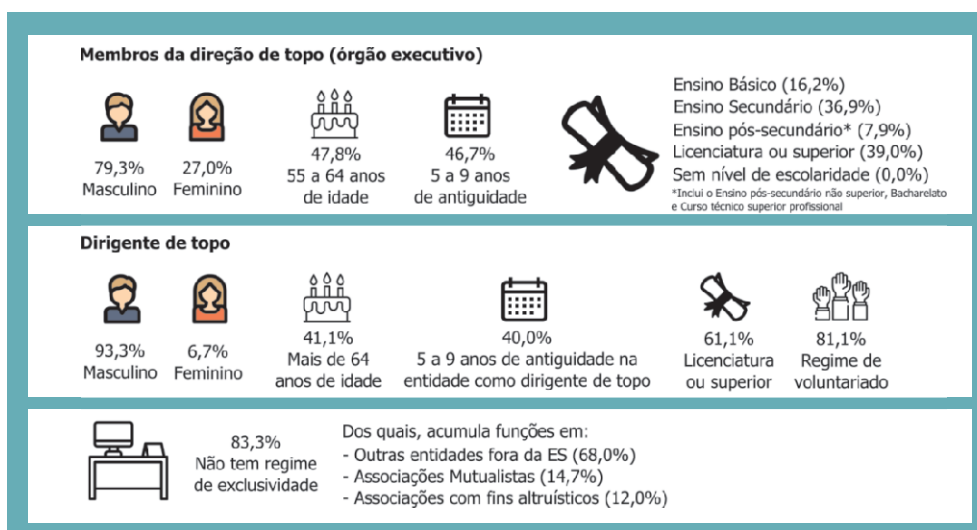 Membros da direção de topo (órgão executivo)
79,3%
Masculino
27,0%
Feminino
47,8%
55 a 64 anos
de idade
46,7%
5 a 9 anos
de antiguidade
Ensino Básico (16,2%)
Ensino Secundário (36,9%)
Ensino pós-secundário* (7,9%)
Licenciatura ou superior (39,0%)
Sem nível de escolaridade (0,0%)
*Inclui o Ensino pós-secundário não superior, Bacharelato
e Curso técnico superior profissional
Dirigente de topo
93,3%
Masculino
6,7%
Feminino
41,1%
Mais de 64
anos de idade
40,0%
5 a 9 anos de antiguidade na
entidade como dirigente de topo
61,1%
Licenciatura
ou superior
81,1%
Regime de
voluntariado
83,3%
Não tem regime
de exclusividade
Dos quais, acumula funções em:
- Outras entidades fora da ES (68,0%)
- Associações Mutualistas (14,7%)
- Associações com fins altruísticos (12,0%)